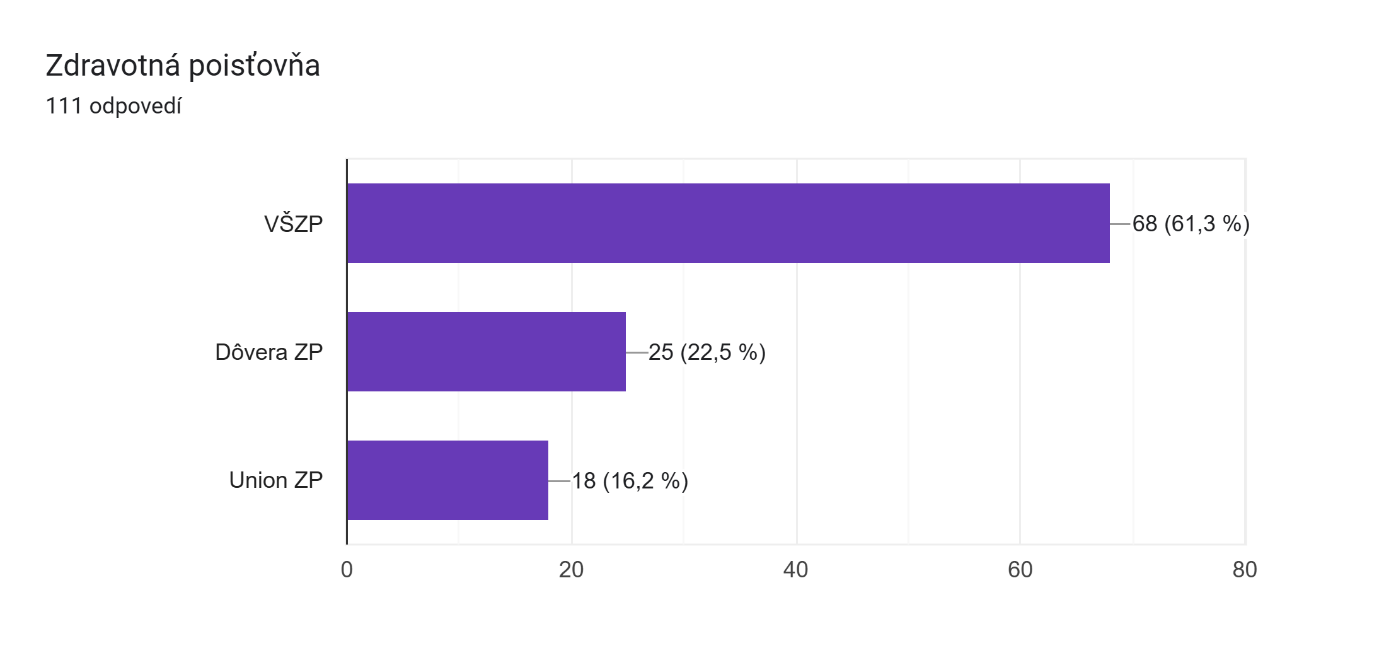 Zdravotná poisťovňa
111 odpovedí
VŠZP
68 (61,3 %)
Dôvera ZP
25 (22,5 %)
Union ZP
18 (16,2 %)
0 20 40 60 80